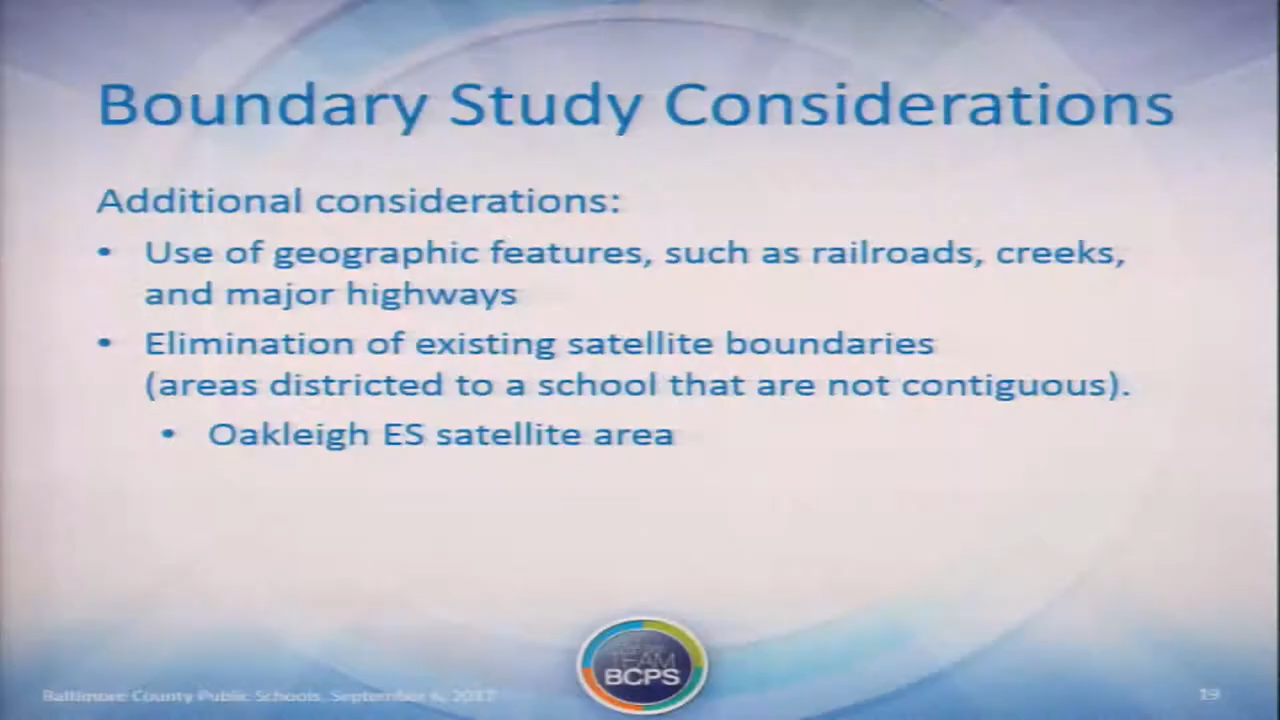 Boundary Study Considerations
Additional considerations:
• Use of geographic features, such as railroads, creeks,
and major highways
• Elimination of existing satellite boundaries
(areas districted to a school that are not contiguous).
• Oakleigh ES satellite area
TEAM
BCPS
Baltimore County Public Schools, September 6, 2017
19